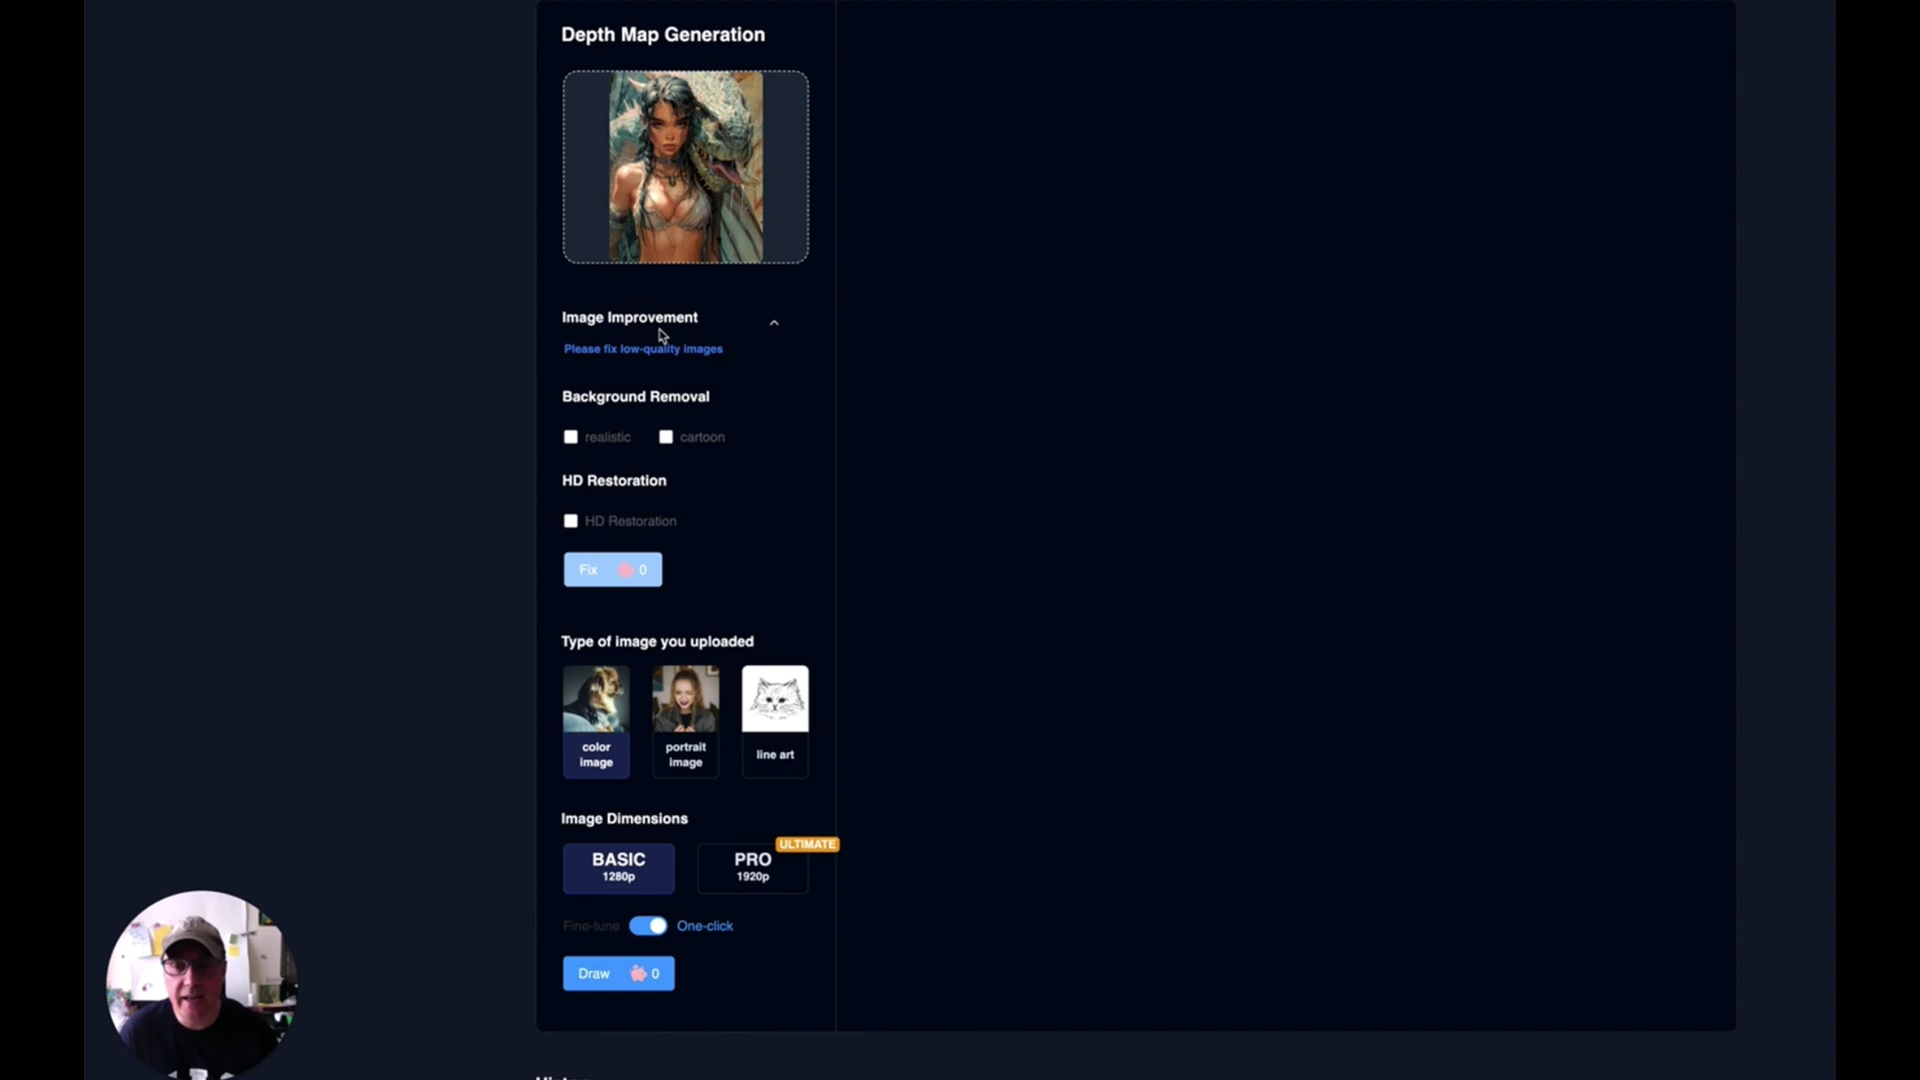 Depth Map Generation
Image Improvement
Please fix low-quality images
Background Removal
realistic cartoon
HD Restoration
HD Restoration
Fix 0
Type of image you uploaded
color image
portrait image
line art
Image Dimensions
ULTIMATE
BASIC PRO
1280p 1920p
Fine-tune One-click
Draw 0